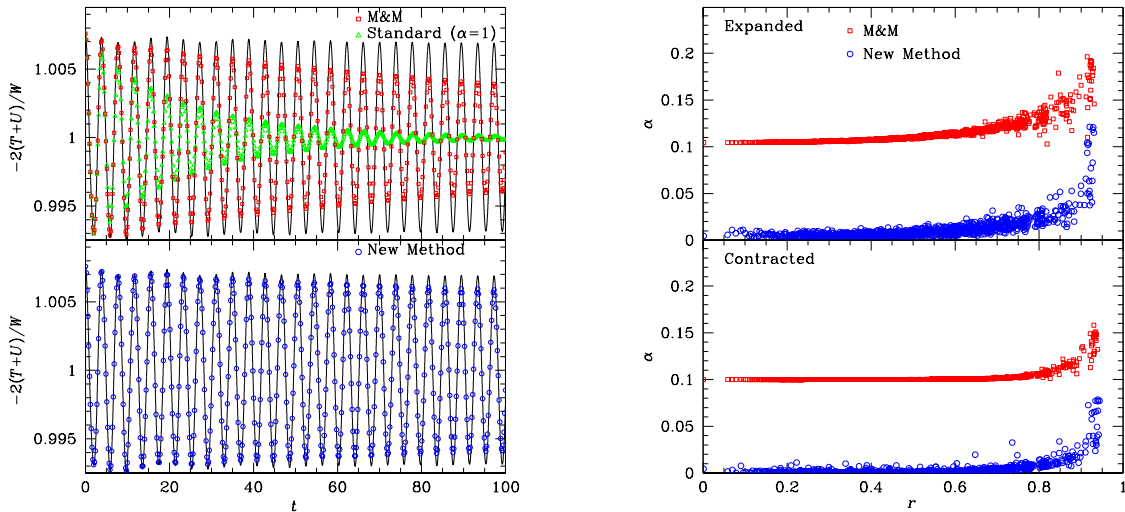 M&M
Standard (α=1)
1.005
1
0.995
−2(T+U)/W
New Method
1.005
1
0.995
−2(T+U)/W
0 20 40 60 80 100
t
Expanded
M&M
New Method
0.2
0.15
0.1
0.05
0
α
Contracted
0.2
0.15
0.1
0.05
0
α
0 0.2 0.4 0.6 0.8 1
r